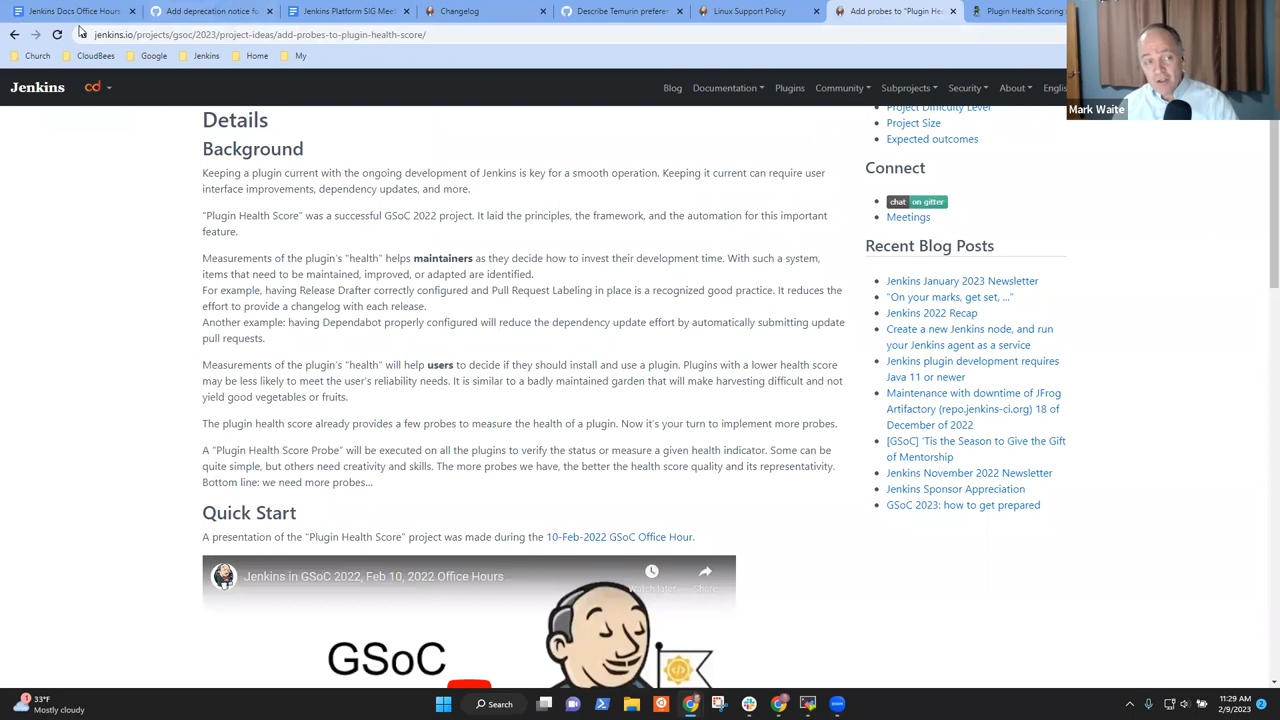 Jenkins Docs Office Hours
Add deprecation notice fo
Jenkins Platform SIG Meet
Changelog
Describe Temurin preferen
Linux Support Policy
Add probes to "Plugin He
Plugin Health Scoring
jenkins.io/projects/gsoc/2023/project-ideas/add-probes-to-plugin-health-score/
Church
CloudBees
Google
Jenkins
Home
My
Jenkins
cd
Blog
Documentation
Plugins
Community
Subprojects
Security
About
Englis
Mark Waite
Details
Background
Keeping a plugin current with the ongoing development of Jenkins is key for a smooth operation. Keeping it current can require user
interface improvements, dependency updates, and more.
"Plugin Health Score" was a successful GSoC 2022 project. It laid the principles, the framework, and the automation for this important
feature.
Measurements of the plugin's "health" helps maintainers as they decide how to invest their development time. With such a system,
items that need to be maintained, improved, or adapted are identified.
For example, having Release Drafter correctly configured and Pull Request Labeling in place is a recognized good practice. It reduces the
effort to provide a changelog with each release.
Another example: having Dependabot properly configured will reduce the dependency update effort by automatically submitting update
pull requests.
Measurements of the plugin's "health" will help users to decide if they should install and use a plugin. Plugins with a lower health score
may be less likely to meet the user's reliability needs. It is similar to a badly maintained garden that will make harvesting difficult and not
yield good vegetables or fruits.
The plugin health score already provides a few probes to measure the health of a plugin. Now it's your turn to implement more probes.
A "Plugin Health Score Probe" will be executed on all the plugins to verify the status or measure a given health indicator. Some can be
quite simple, but others need creativity and skills. The more probes we have, the better the health score quality and its representativity.
Bottom line: we need more probes...
Quick Start
A presentation of the "Plugin Health Score" project was made during the 10-Feb-2022 GSoC Office Hour.
Jenkins in GSoC 2022, Feb 10, 2022 Office Hours
Watch later
Share
GSoC
Project Difficulty Level
Project Size
Expected outcomes
Connect
chat on gitter
Meetings
Recent Blog Posts
Jenkins January 2023 Newsletter
"On your marks, get set, ..."
Jenkins 2022 Recap
Create a new Jenkins node, and run
your Jenkins agent as a service
Jenkins plugin development requires
Java 11 or newer
Maintenance with downtime of JFrog
Artifactory (repo.jenkins-ci.org) 18 of
December of 2022
[GSoC] 'Tis the Season to Give the Gift
of Mentorship
Jenkins November 2022 Newsletter
Jenkins Sponsor Appreciation
GSoC 2023: how to get prepared
1
33°F
Mostly cloudy
Search
11:29 AM
2/9/2023
2